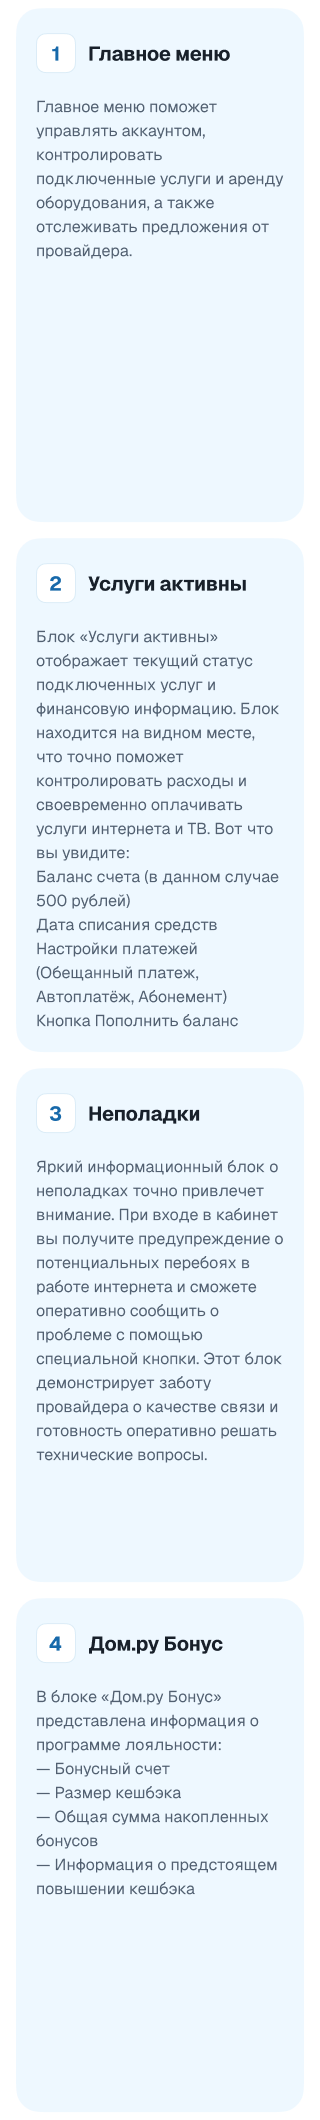 1 Главное меню
Главное меню поможет
управлять аккаунтом,
контролировать
подключенные услуги и аренду
оборудования, а также
отслеживать предложения от
провайдера.
2 Услуги активны
Блок «Услуги активны»
отображает текущий статус
подключенных услуг и
финансовую информацию. Блок
находится на видном месте,
что точно поможет
контролировать расходы и
своевременно оплачивать
услуги интернета и ТВ. Вот что
вы увидите:
Баланс счета (в данном случае
500 рублей)
Дата списания средств
Настройки платежей
(Обещанный платеж,
Автоплатёж, Абонемент)
Кнопка Пополнить баланс
3 Неполадки
Яркий информационный блок о
неполадках точно привлечет
внимание. При входе в кабинет
вы получите предупреждение о
потенциальных перебоях в
работе интернета и сможете
оперативно сообщить о
проблеме с помощью
специальной кнопки. Этот блок
демонстрирует заботу
провайдера о качестве связи и
готовность оперативно решать
технические вопросы.
4 Дом.ру Бонус
В блоке «Дом.ру Бонус»
представлена информация о
программе лояльности:
— Бонусный счет
— Размер кешбэка
— Общая сумма накопленных
бонусов
— Информация о предстоящем
повышении кешбэка